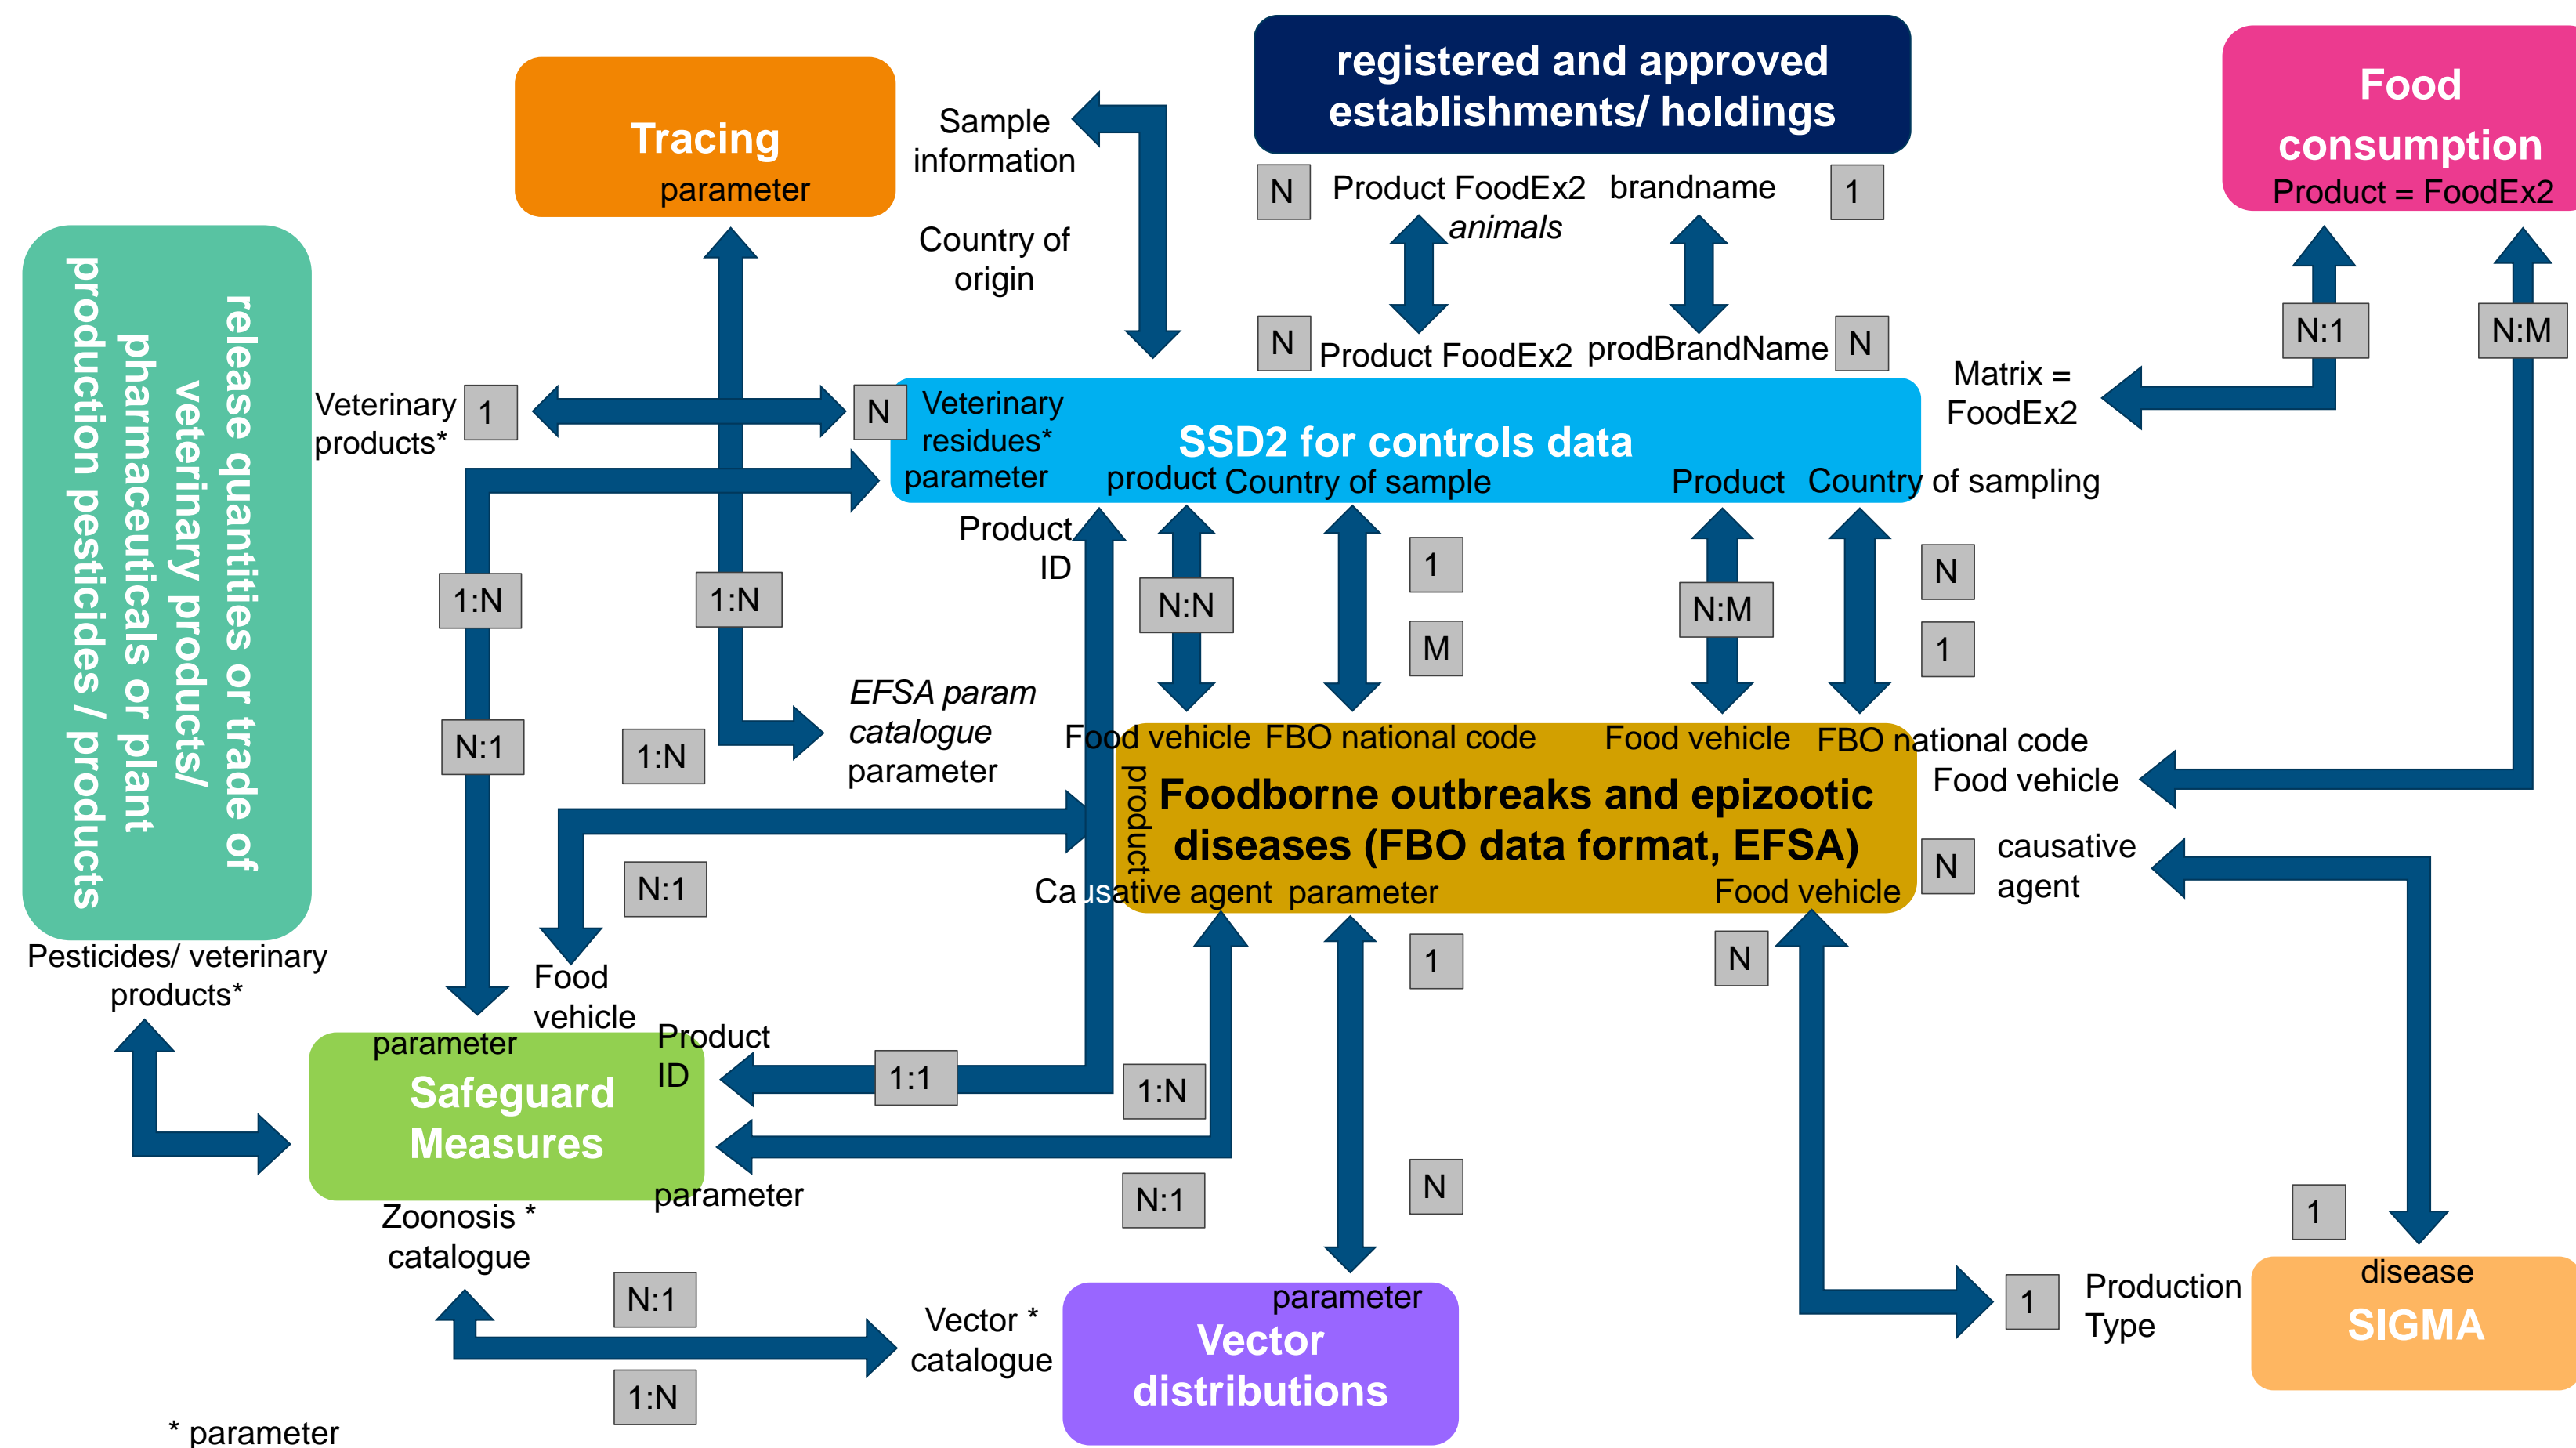 registered and approved
establishments/ holdings
Food
consumption
Product = FoodEx2
Tracing
parameter
Sample
information
Country of
origin
N
Product FoodEx2
animals
brandname
1
N
Product FoodEx2
prodBrandName
N
N:1
N:M
Matrix =
FoodEx2
release quantities or trade of
veterinary products/
pharmaceuticals or plant
production pesticides / products
Veterinary
products*
1
N
Veterinary
residues*
parameter
SSD2 for controls data
product
Country of sample
Product
Country of sampling
Product
ID
1:N
1:N
N:N
1
M
N:M
N
1
N:1
1:N
EFSA param
catalogue
parameter
Food vehicle
FBO national code
Food vehicle
FBO national code
Food vehicle
product
Foodborne outbreaks and epizootic
diseases (FBO data format, EFSA)
N:1
Causative agent
parameter
Food vehicle
N
causative
agent
Pesticides/ veterinary
products*
Food
vehicle
1
N
parameter
Product
ID
Safeguard
Measures
1:1
1:N
parameter
N:1
N
Zoonosis *
catalogue
N:1
1:N
Vector *
catalogue
parameter
Vector
distributions
1
1
Production
Type
disease
SIGMA
* parameter